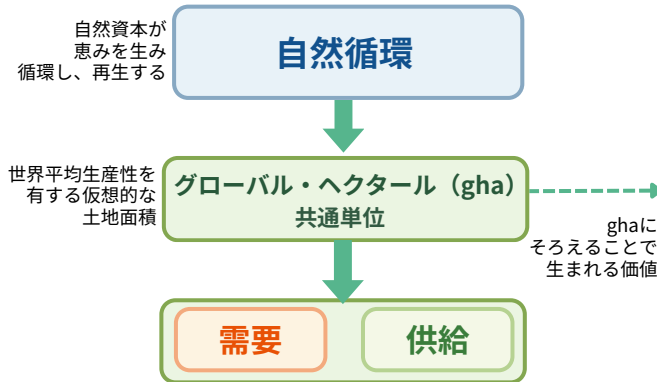 自然資本が
恵みを生み
循環し、再生する
自然循環
世界平均生産性を
有する仮想的な
土地面積
グローバル・ヘクタール（gha）
共通単位
ghaに
そろえることで
生まれる価値
需要
供給